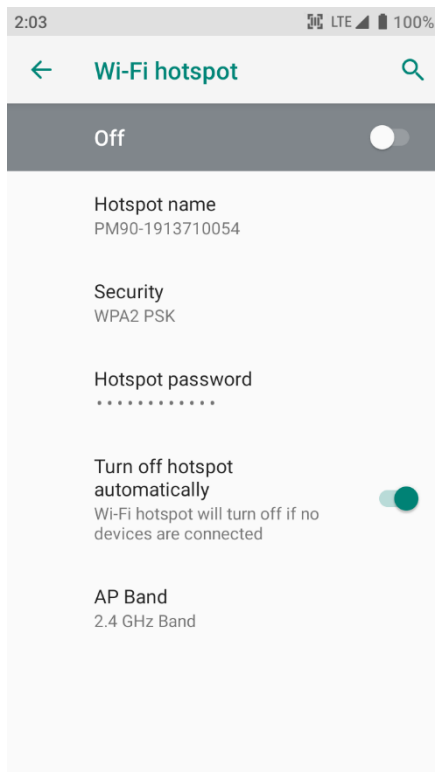 2:03 LTE 100%
Wi-Fi hotspot
Off
Hotspot name
PM90-1913710054
Security
WPA2 PSK
Hotspot password
••••••••••••
Turn off hotspot
automatically
Wi-Fi hotspot will turn off if no
devices are connected
AP Band
2.4 GHz Band